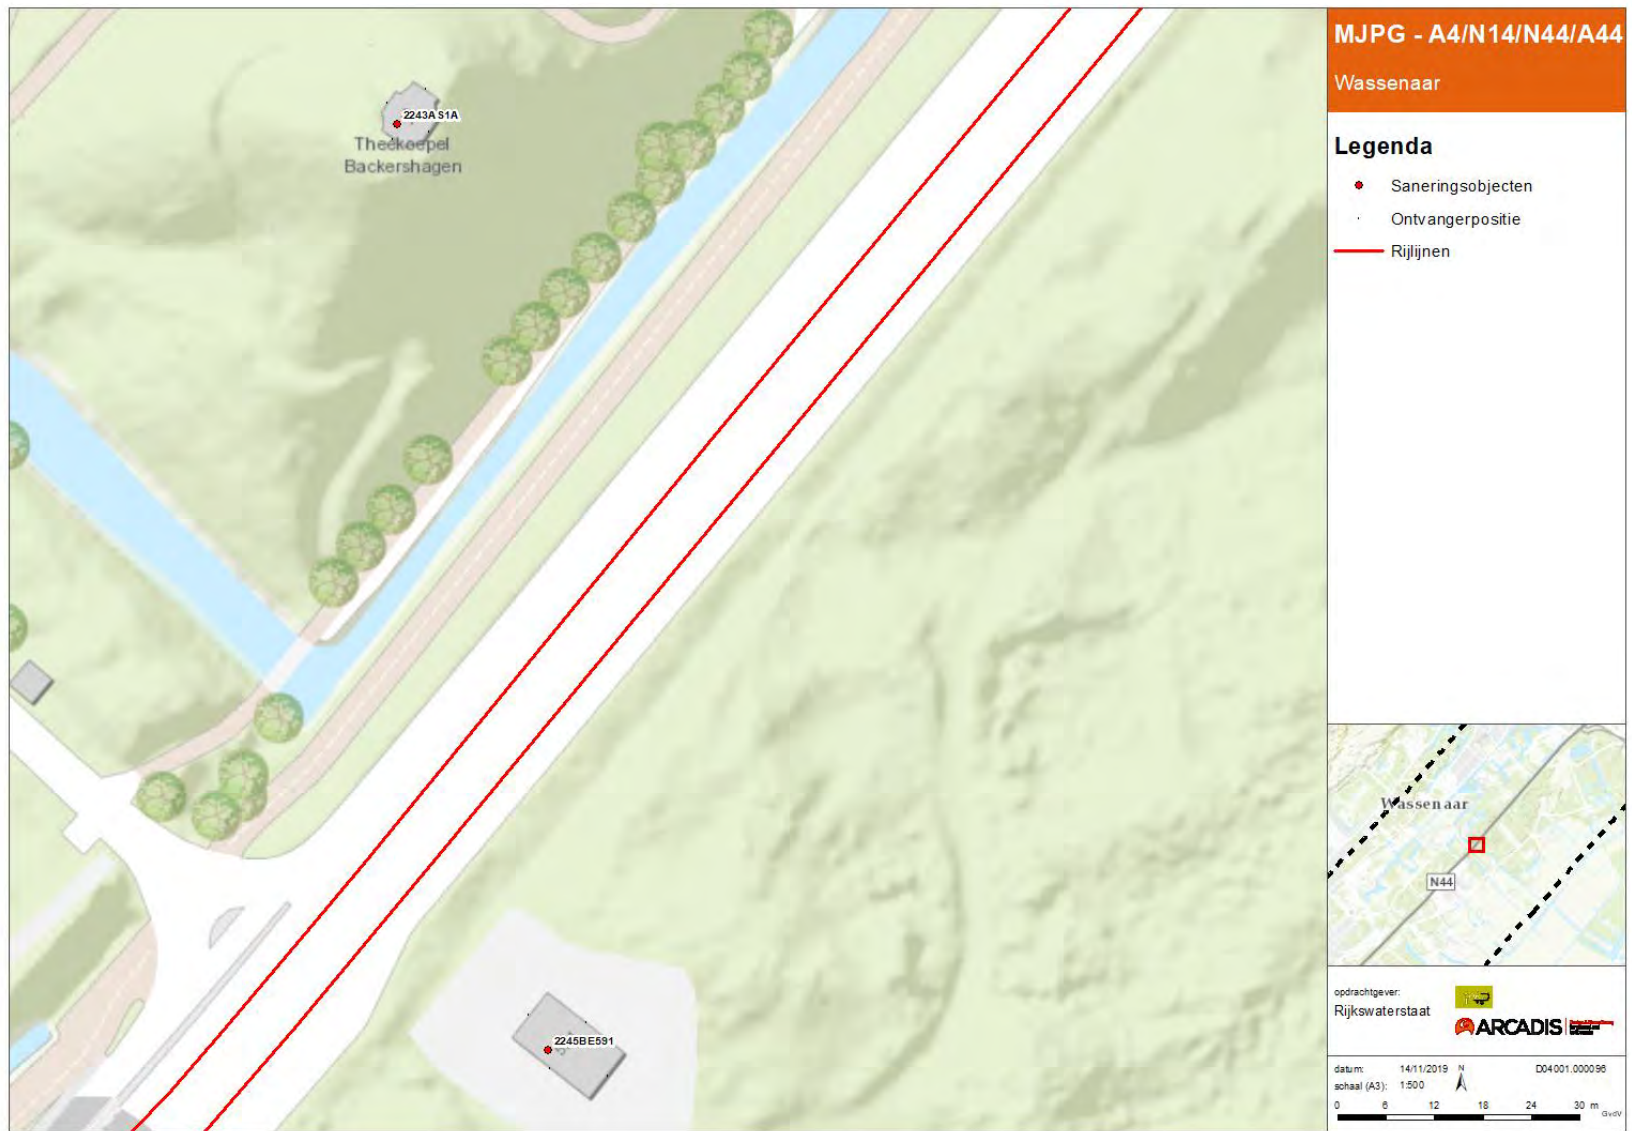 MJPG - A4/N14/N44/A44
Wassenaar
Legenda
Saneringsobjecten
Ontvangerpositie
Rijlijnen
2243AS1A
Theekoepel
Backershagen
2245BE591
Wassenaar
N44
opdrachtgever:
Rijkswaterstaat
ARCADIS
datum: 14/11/2019 N D04001.000096
schaal (A3): 1:500
0 6 12 18 24 30 m
GvdV